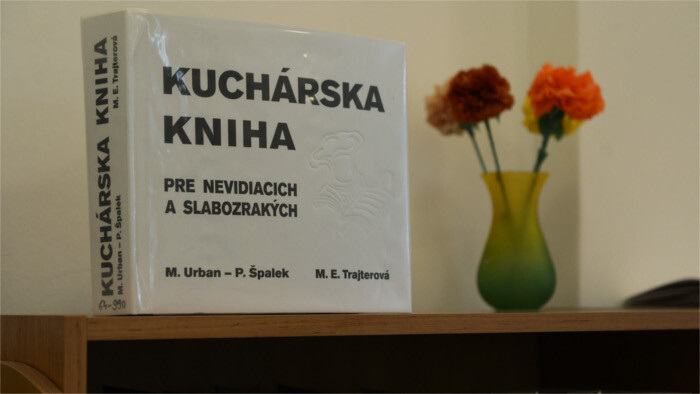 KUCHÁRSKA
KNIHA
PRE NEVIDIACICH
A SLABOZRAKÝCH
M. Urban – P. Špalek M. E. Trajterová
KUCHÁRSKA KNIHA
M. Urban – P. Špalek M. E. Trajterová